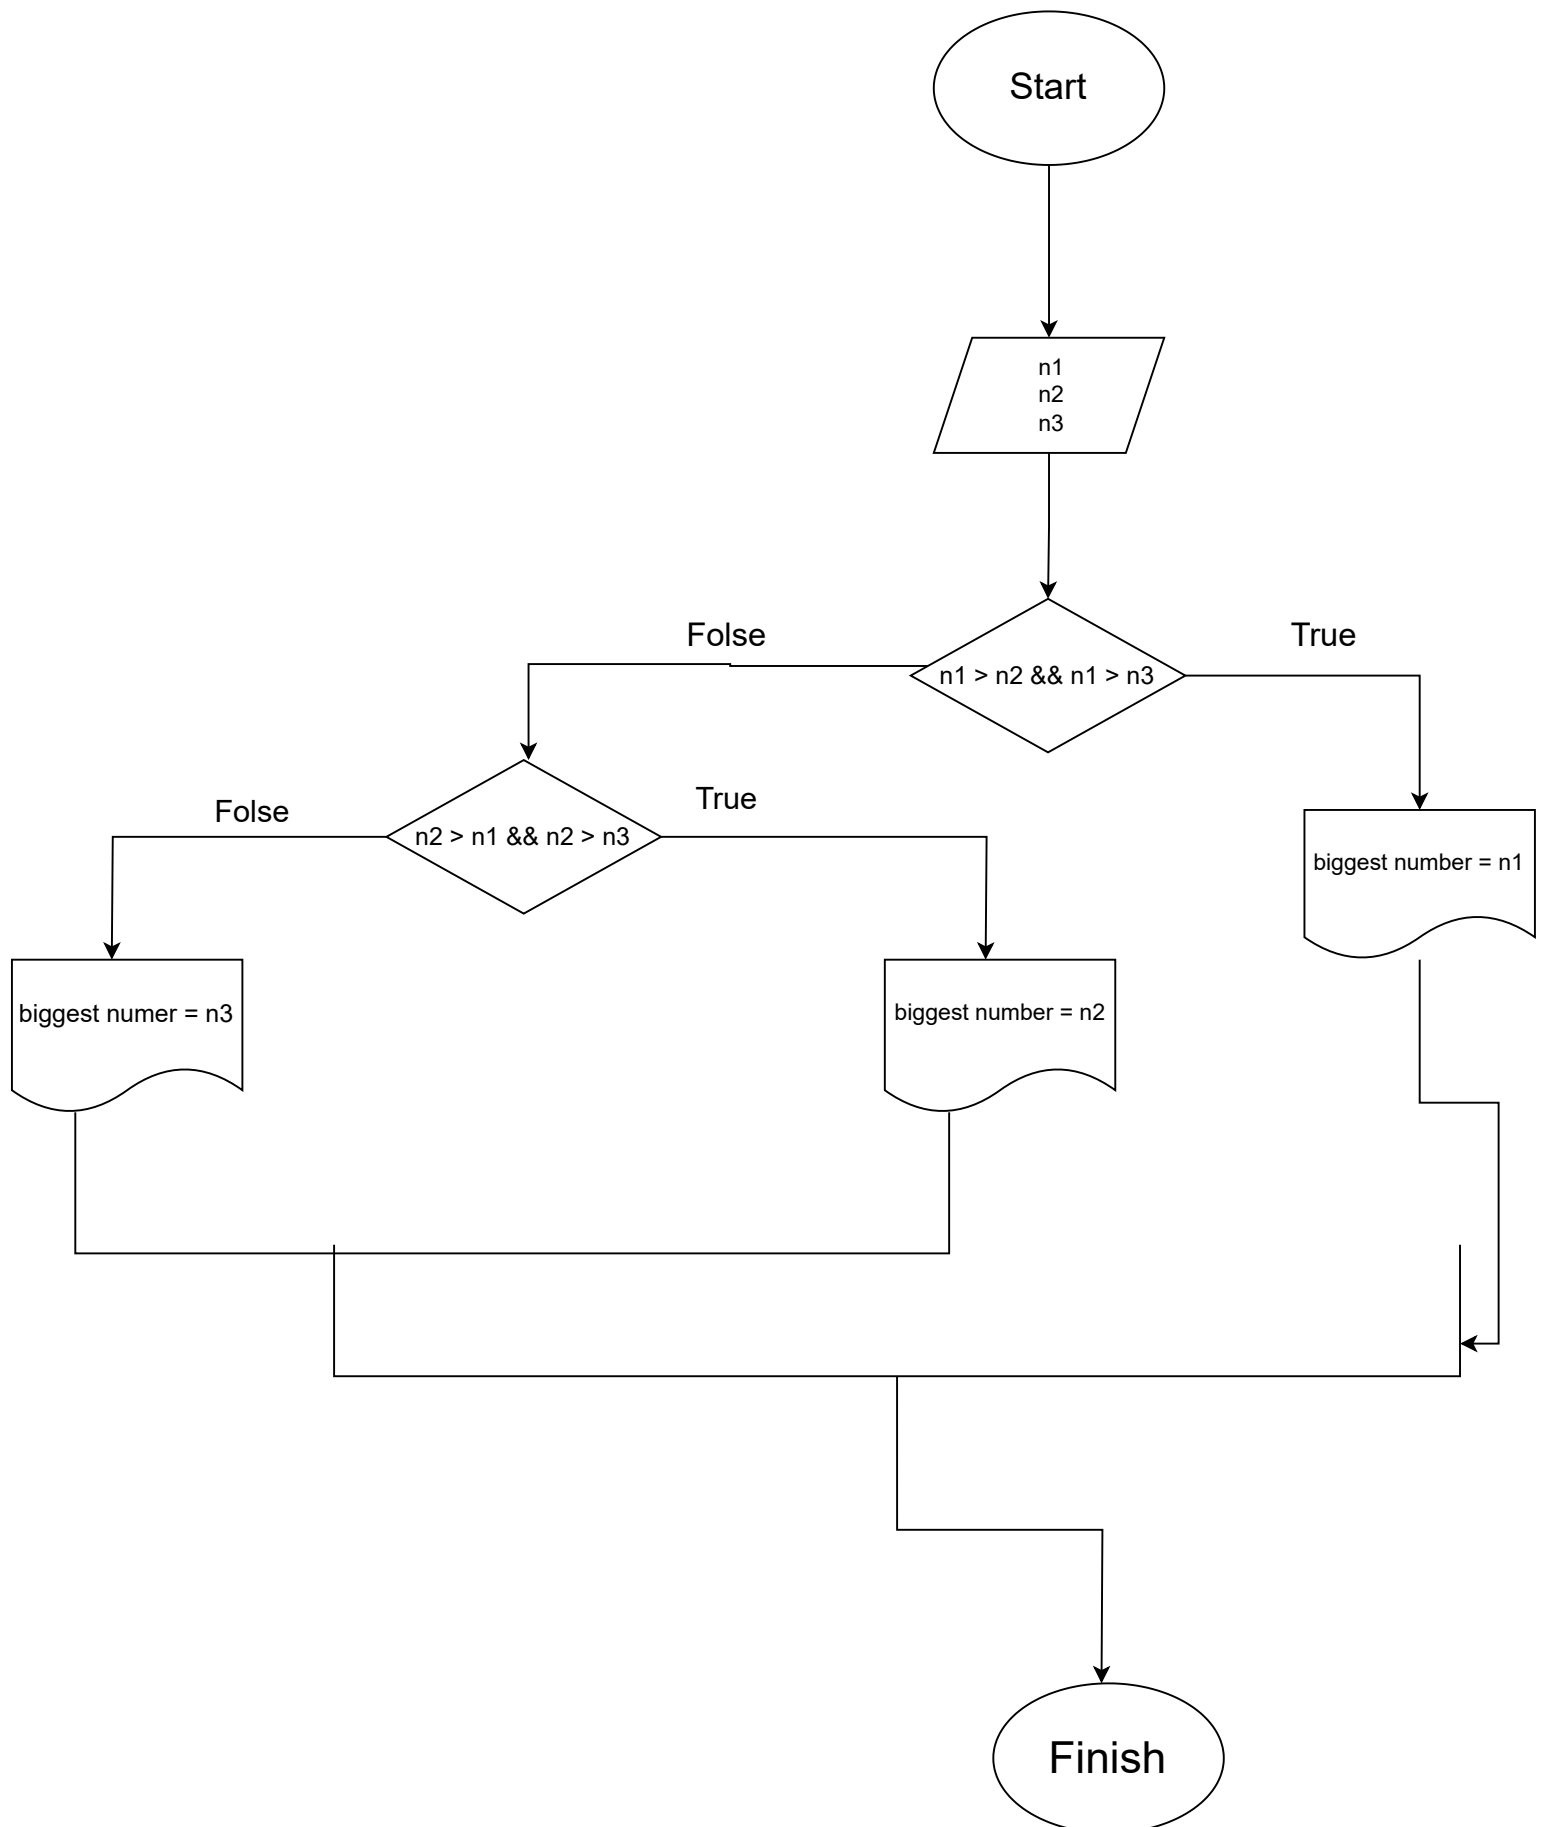 Start
n1
n2
n3
Folse
True
n1 > n2 && n1 > n3
Folse
True
n2 > n1 && n2 > n3
biggest number = n1
biggest numer = n3
biggest number = n2
Finish